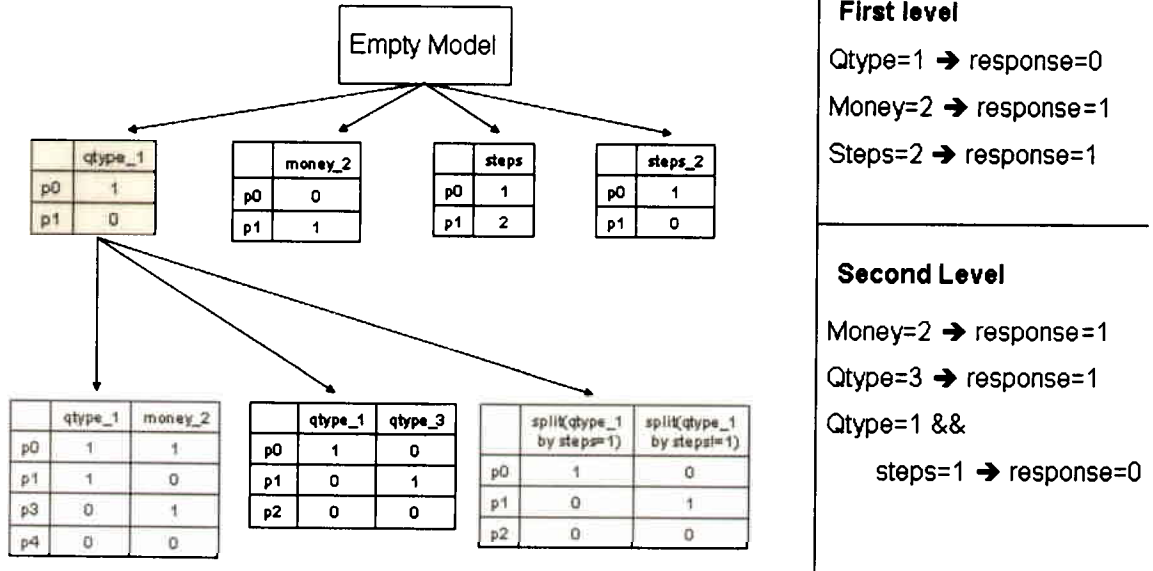 Empty Model
qtype_1
p0 1
p1 0
money_2
p0 0
p1 1
steps
p0 1
p1 2
steps_2
p0 1
p1 0
qtype_1 money_2
p0 1 1
p1 1 0
p3 0 1
p4 0 0
qtype_1 qtype_3
p0 1 0
p1 0 1
p2 0 0
split(qtype_1 split(qtype_1
by steps=1) by steps!=1)
p0 1 0
p1 0 1
p2 0 0
First level
Qtype=1 ➔ response=0
Money=2 ➔ response=1
Steps=2 ➔ response=1
Second Level
Money=2 ➔ response=1
Qtype=3 ➔ response=1
Qtype=1 &&
steps=1 ➔ response=0